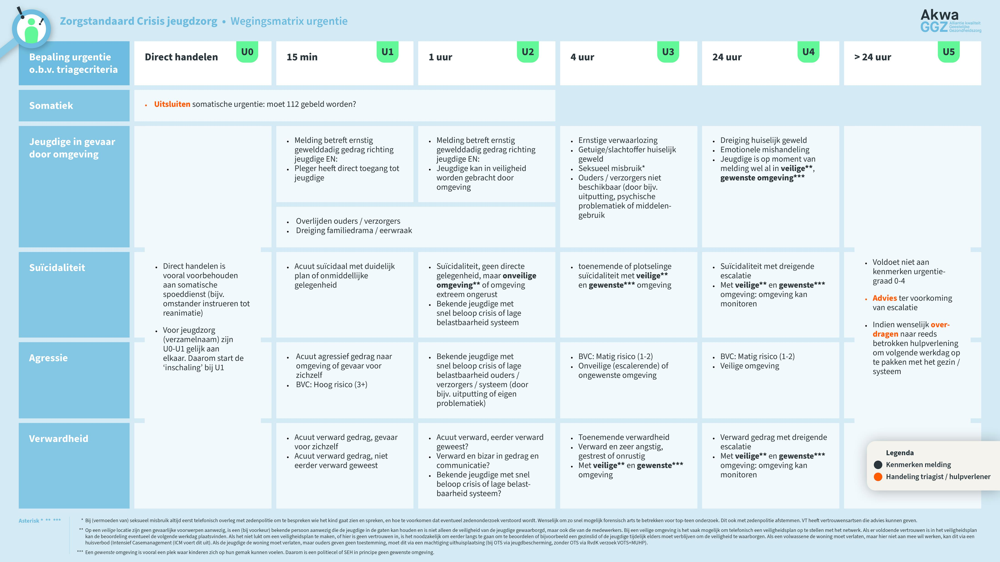 Zorgstandaard Crisis jeugdzorg • Wegingsmatrix urgentie
Akwa
GGZ
Alliantie kwaliteit
Geestelijke
Gezondheidszorg
Bepaling urgentie
o.b.v. triagecriteria
Direct handelen
U0
15 min
U1
1 uur
U2
4 uur
U3
24 uur
U4
> 24 uur
U5
Somatiek
• Uitsluiten somatische urgentie: moet 112 gebeld worden?
Jeugdige in gevaar
door omgeving
• Melding betreft ernstig
gewelddadig gedrag richting
jeugdige EN:
• Pleger heeft direct toegang tot
jeugdige
• Melding betreft ernstig
gewelddadig gedrag richting
jeugdige EN:
• Jeugdige kan in veiligheid
worden gebracht door
omgeving
• Overlijden ouders / verzorgers
• Dreiging familiedrama / eerwraak
• Ernstige verwaarlozing
• Getuige/slachtoffer huiselijk
geweld
• Seksueel misbruik*
• Ouders / verzorgers niet
beschikbaar (door bijv.
uitputting, psychische
problematiek of middelen-
gebruik
• Dreiging huiselijk geweld
• Emotionele mishandeling
• Jeugdige is op moment van
melding wel al in veilige**,
gewenste omgeving***
Suïcidaliteit
• Direct handelen is
vooral voorbehouden
aan somatische
spoeddienst (bijv.
omstander instrueren tot
reanimatie)
• Voor jeugdzorg
(verzamelnaam) zijn
U0-U1 gelijk aan
elkaar. Daarom start de
‘inschaling’ bij U1
• Acuut suïcidaal met duidelijk
plan of onmiddellijke
gelegenheid
• Suïcidaliteit, geen directe
gelegenheid, maar onveilige
omgeving** of omgeving
extreem ongerust
• Bekende jeugdige met
snel beloop crisis of lage
belastbaarheid systeem
• toenemende of plotselinge
suïcidaliteit met veilige**
en gewenste*** omgeving
• Suïcidaliteit met dreigende
escalatie
• Met veilige** en gewenste***
omgeving: omgeving kan
monitoren
• Voldoet niet aan
kenmerken urgentie-
graad 0-4
• Advies ter voorkoming
van escalatie
• Indien wenselijk over-
dragen naar reeds
betrokken hulpverlening
om volgende werkdag op
te pakken met het gezin /
systeem
Agressie
• Acuut agressief gedrag naar
omgeving of gevaar voor
zichzelf
• BVC: Hoog risico (3+)
• Bekende jeugdige met
snel beloop crisis of lage
belastbaarheid ouders /
verzorgers / systeem (door
bijv. uitputting of eigen
problematiek)
• BVC: Matig risico (1-2)
• Onveilige (escalerende) of
ongewenste omgeving
• BVC: Matig risico (1-2)
• Veilige omgeving
Verwardheid
• Acuut verward gedrag, gevaar
voor zichzelf
• Acuut verward gedrag, niet
eerder verward geweest
• Acuut verward, eerder verward
geweest?
• Verward en bizar in gedrag en
communicatie?
• Bekende jeugdige met snel
beloop crisis of lage belast-
baarheid systeem?
• Toenemende verwardheid
• Verward en zeer angstig,
gestrest of onrustig
• Met veilige** en gewenste***
omgeving
• Verward gedrag met dreigende
escalatie
• Met veilige** en gewenste***
omgeving: omgeving kan
monitoren
Legenda
Kenmerken melding
Handeling triagist / hulpverlener
Asterisk * ** ***
* Bij (vermoeden van) seksueel misbruik altijd eerst telefonisch overleg met zedenpolitie om te bespreken wie het kind gaat zien en spreken, en hoe te voorkomen dat eventueel zedenonderzoek verstoord wordt. Wenselijk om zo snel mogelijk forensisch arts te betrekken voor top-teen onderzoek. Dit ook met zedenpolitie afstemmen. VT heeft vertrouwensartsen die advies kunnen geven.
** Op een veilige locatie zijn geen gevaarlijke voorwerpen aanwezig, is een (bij voorkeur) bekende persoon aanwezig die de jeugdige in de gaten kan houden en is niet alleen de veiligheid van de jeugdige gewaarborgd, maar ook die van de medewerkers. Bij een veilige omgeving is het vaak mogelijk om telefonisch een veiligheidsplan op te stellen met het netwerk. Als er voldoende vertrouwen is in het veiligheidsplan
kan de beoordeling eventueel de volgende werkdag plaatsvinden. Als het niet lukt om een veiligheidsplan te maken, of hier is geen vertrouwen in, is het noodzakelijk om eerder langs te gaan om te beoordelen of bijvoorbeeld een gezinslid of de jeugdige tijdelijk elders moet verblijven om de veiligheid te waarborgen. Als een volwassene de woning moet verlaten, maar hier niet aan mee wil werken, kan dit via een
huisverbod (Intensief Casemanagement (ICM voert dit uit). Als de jeugdige de woning moet verlaten, maar ouders geven geen toestemming, moet dit via een machtiging uithuisplaatsing (bij OTS via jeugdbescherming, zonder OTS via RvdK verzoek VOTS+MUHP).
*** Een gewenste omgeving is vooral een plek waar kinderen zich op hun gemak kunnen voelen. Daarom is een politiecel of SEH in principe geen gewenste omgeving.